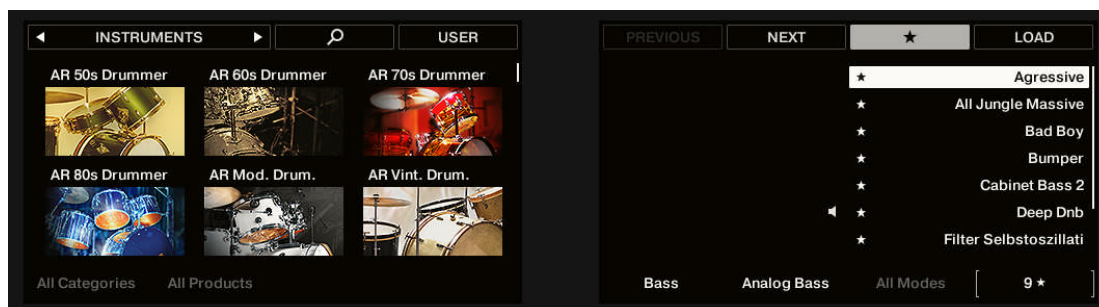 INSTRUMENTS USER
AR 50s Drummer AR 60s Drummer AR 70s Drummer
AR 80s Drummer AR Mod. Drum. AR Vint. Drum.
All Categories All Products
PREVIOUS NEXT ★ LOAD
★ Agressive
★ All Jungle Massive
★ Bad Boy
★ Bumper
★ Cabinet Bass 2
★ Deep Dnb
★ Filter Selbstoszillati
Bass Analog Bass All Modes 9 ★